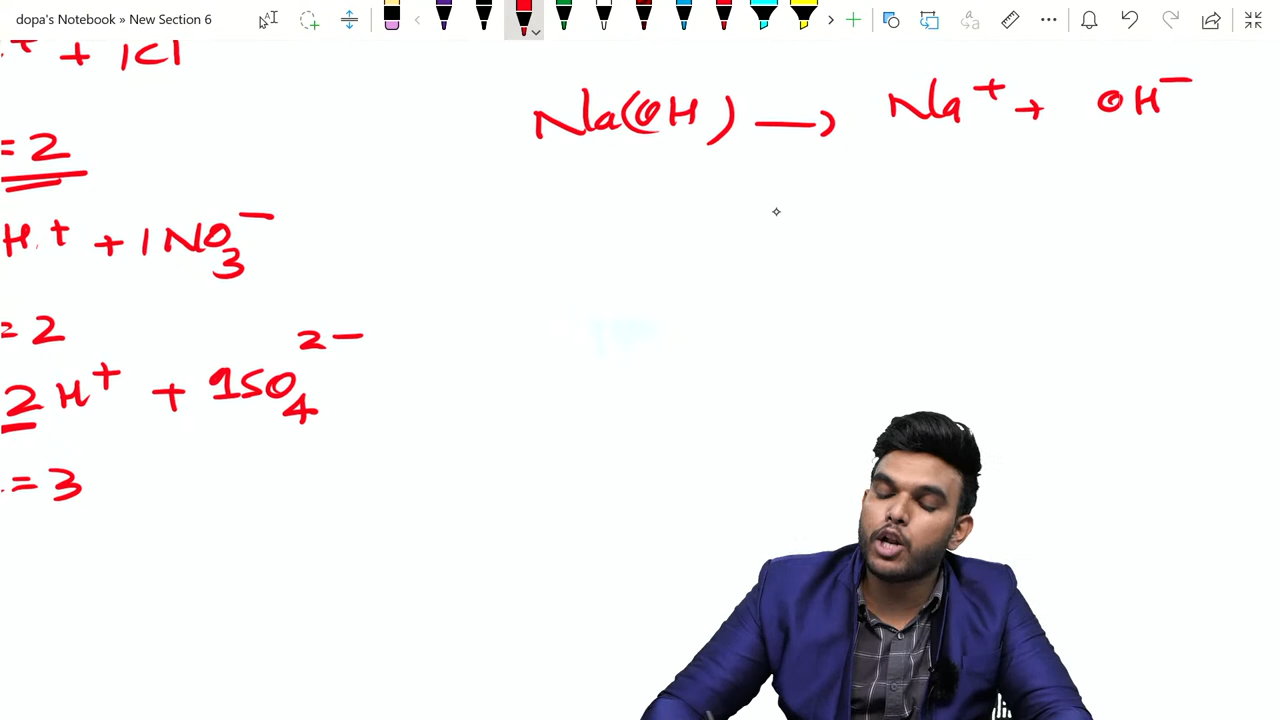 dopa's Notebook » New Section 6
+ + 1Cl
= 2
H+ + 1NO3−
= 2
2H+ + 1SO4 2−
= 3
Na(OH) → Na+ + OH−